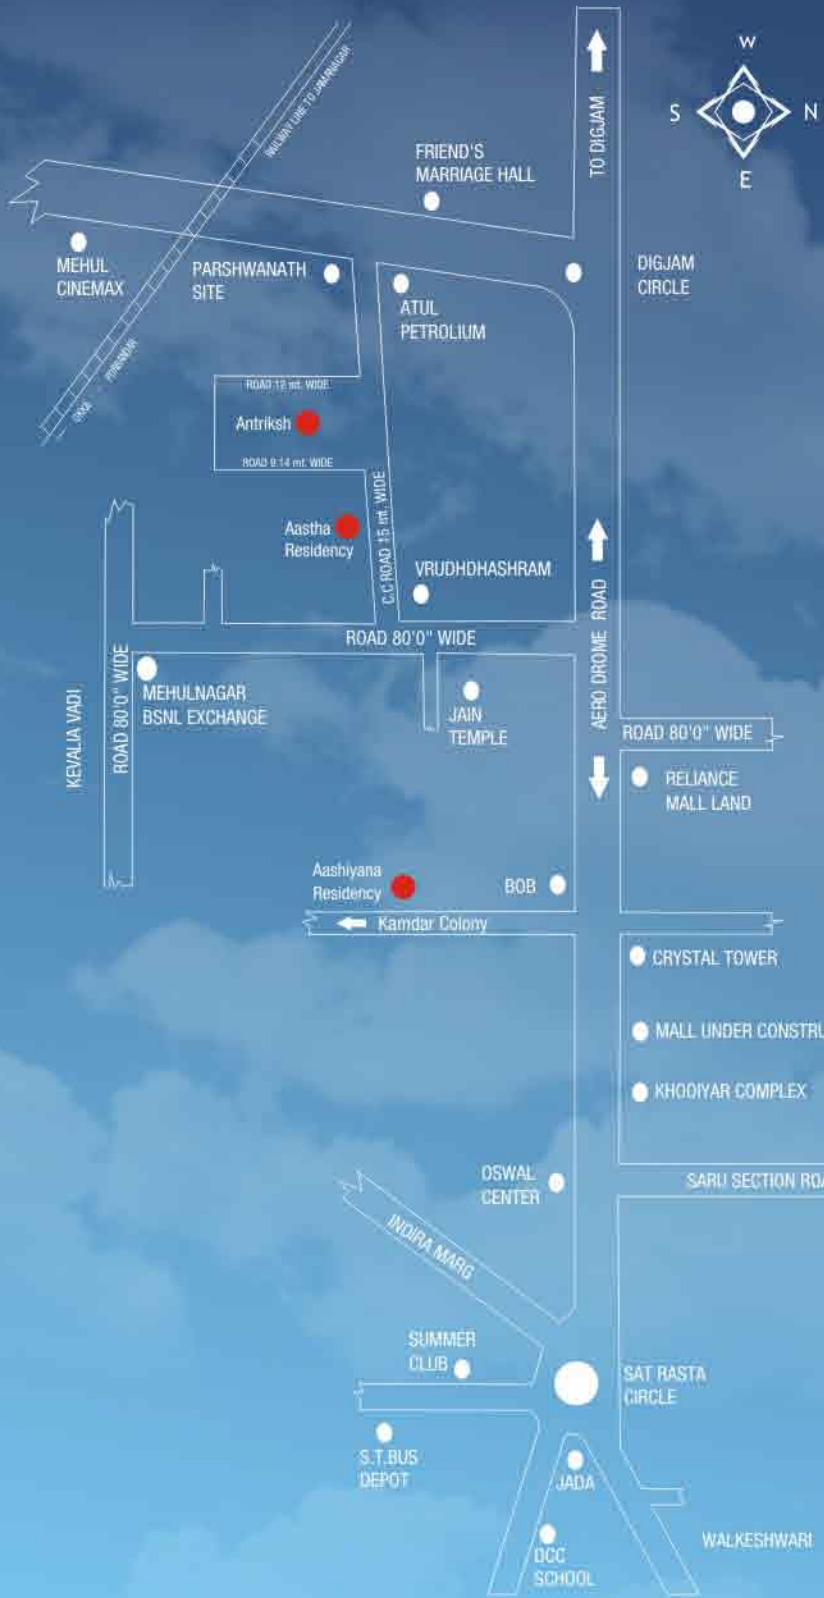 W
S
N
E
TO DIGJAM
RAILWAY LINE TO JAMNAGAR
FRIEND'S
MARRIAGE HALL
MEHUL
CINEMAX
PARSHWANATH
SITE
ATUL
PETROLIUM
DIGJAM
CIRCLE
ROAD 12 mt. WIDE
Antriksh
ROAD 9.14 mt. WIDE
Aastha
Residency
C.C ROAD 15 mt. WIDE
VRUDHDHASHRAM
ROAD 80'0" WIDE
AERO DROME ROAD
KEVALIA VADI
ROAD 80'0" WIDE
MEHULNAGAR
BSNL EXCHANGE
JAIN
TEMPLE
ROAD 80'0" WIDE
RELIANCE
MALL LAND
Aashiyana
Residency
BOB
Kamdar Colony
CRYSTAL TOWER
MALL UNDER CONSTRU
KHODIYAR COMPLEX
OSWAL
CENTER
SARU SECTION ROA
INDIRA MARG
SUMMER
CLUB
SAT RASTA
CIRCLE
S.T.BUS
DEPOT
JADA
DCC
SCHOOL
WALKESHWARI